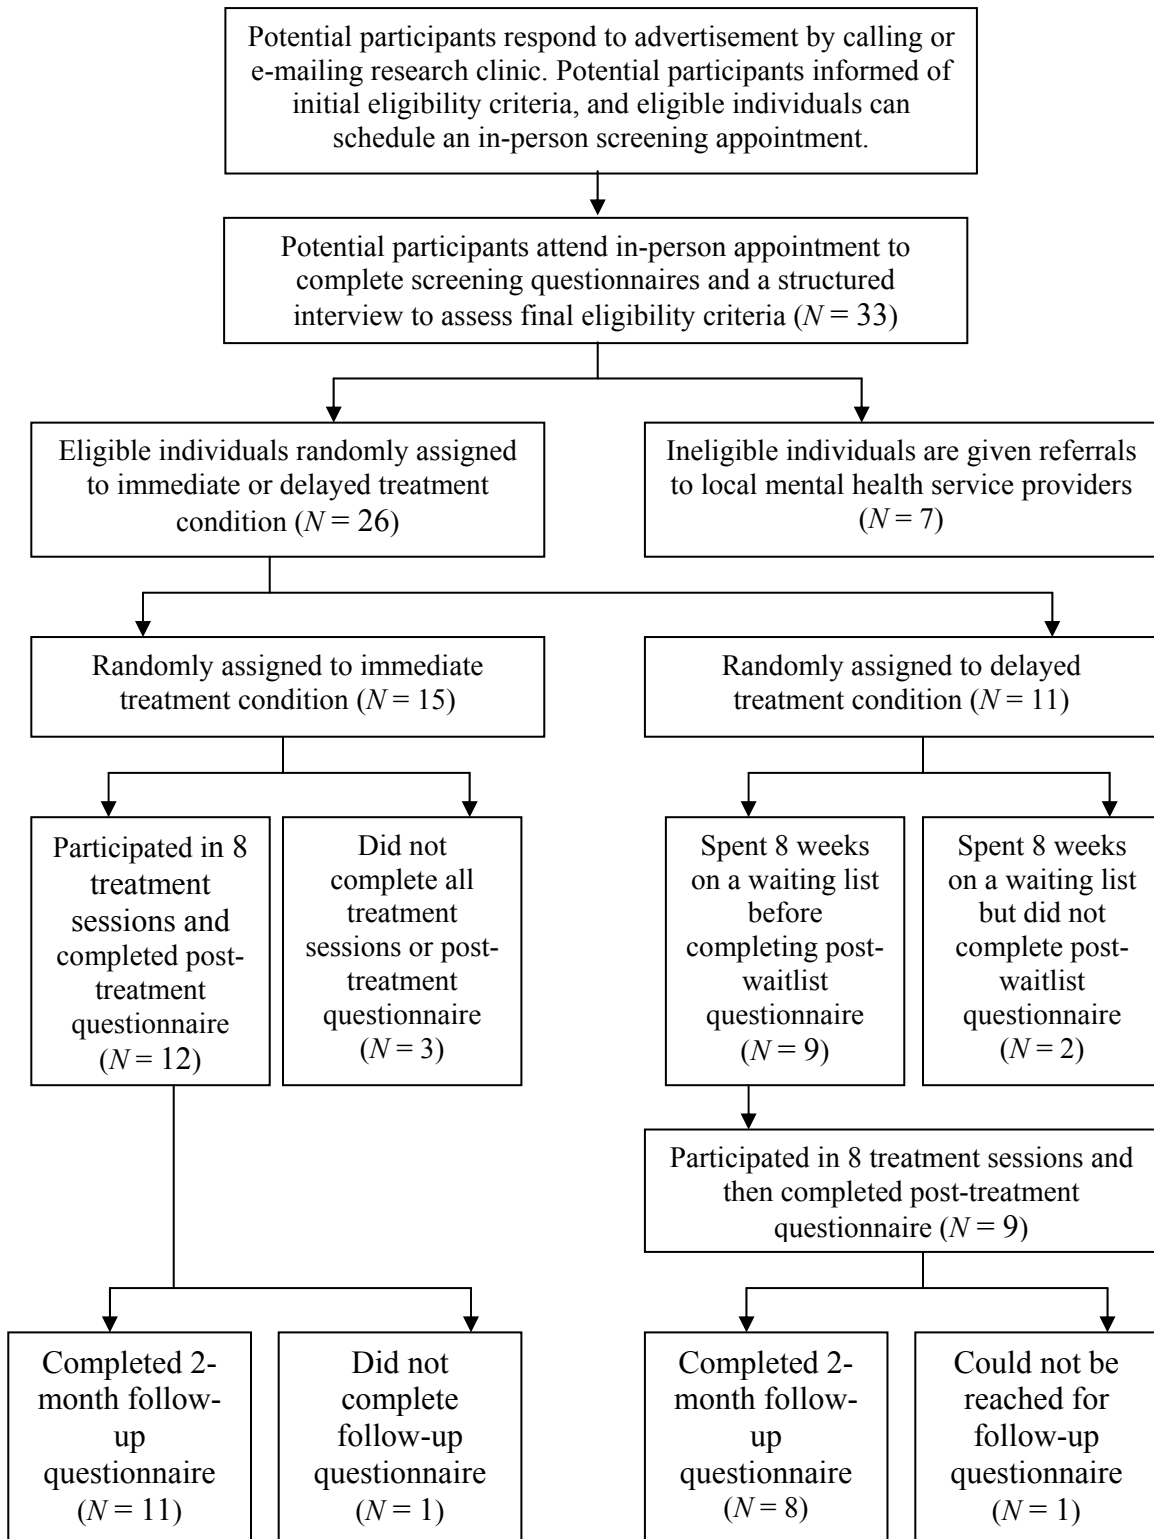 Potential participants respond to advertisement by calling or
e-mailing research clinic. Potential participants informed of
initial eligibility criteria, and eligible individuals can
schedule an in-person screening appointment.
Potential participants attend in-person appointment to
complete screening questionnaires and a structured
interview to assess final eligibility criteria (N = 33)
Eligible individuals randomly assigned
to immediate or delayed treatment
condition (N = 26)
Ineligible individuals are given referrals
to local mental health service providers
(N = 7)
Randomly assigned to immediate
treatment condition (N = 15)
Randomly assigned to delayed
treatment condition (N = 11)
Participated in 8
treatment
sessions and
completed post-
treatment
questionnaire
(N = 12)
Did not
complete all
treatment
sessions or post-
treatment
questionnaire
(N = 3)
Spent 8 weeks
on a waiting list
before
completing post-
waitlist
questionnaire
(N = 9)
Spent 8 weeks
on a waiting list
but did not
complete post-
waitlist
questionnaire
(N = 2)
Participated in 8 treatment sessions and
then completed post-treatment
questionnaire (N = 9)
Completed 2-
month follow-
up
questionnaire
(N = 11)
Did not
complete
follow-up
questionnaire
(N = 1)
Completed 2-
month follow-
up
questionnaire
(N = 8)
Could not be
reached for
follow-up
questionnaire
(N = 1)